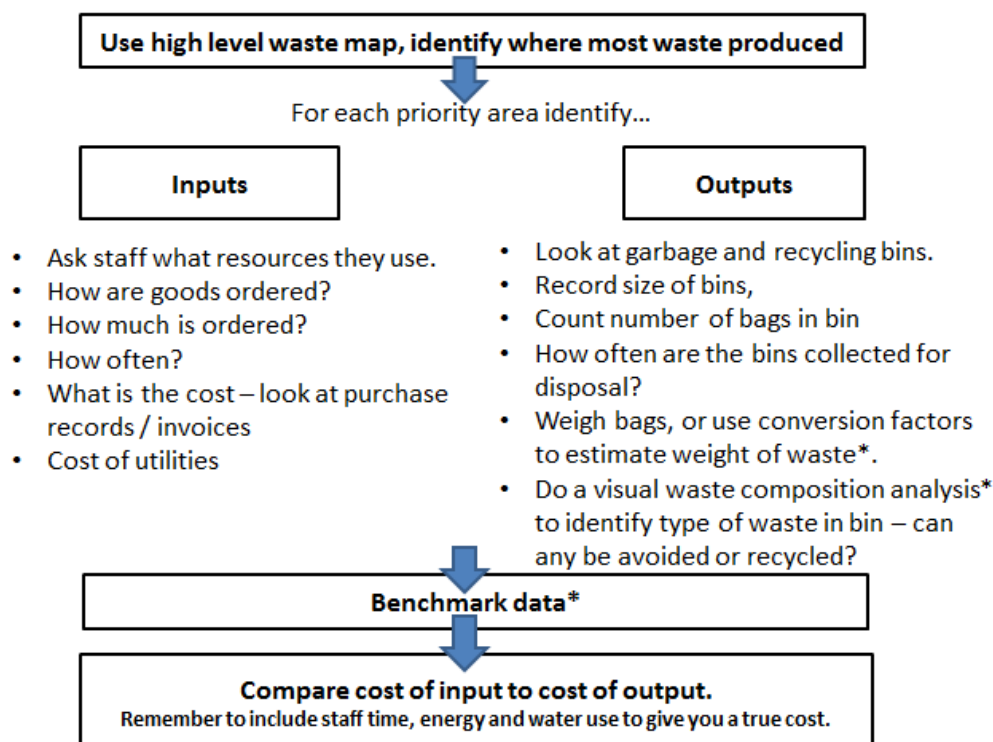 Use high level waste map, identify where most waste produced
For each priority area identify...
Inputs
• Ask staff what resources they use.
• How are goods ordered?
• How much is ordered?
• How often?
• What is the cost – look at purchase
records / invoices
• Cost of utilities
Outputs
• Look at garbage and recycling bins.
• Record size of bins,
• Count number of bags in bin
• How often are the bins collected for
disposal?
• Weigh bags, or use conversion factors
to estimate weight of waste*.
• Do a visual waste composition analysis*
to identify type of waste in bin – can
any be avoided or recycled?
Benchmark data*
Compare cost of input to cost of output.
Remember to include staff time, energy and water use to give you a true cost.